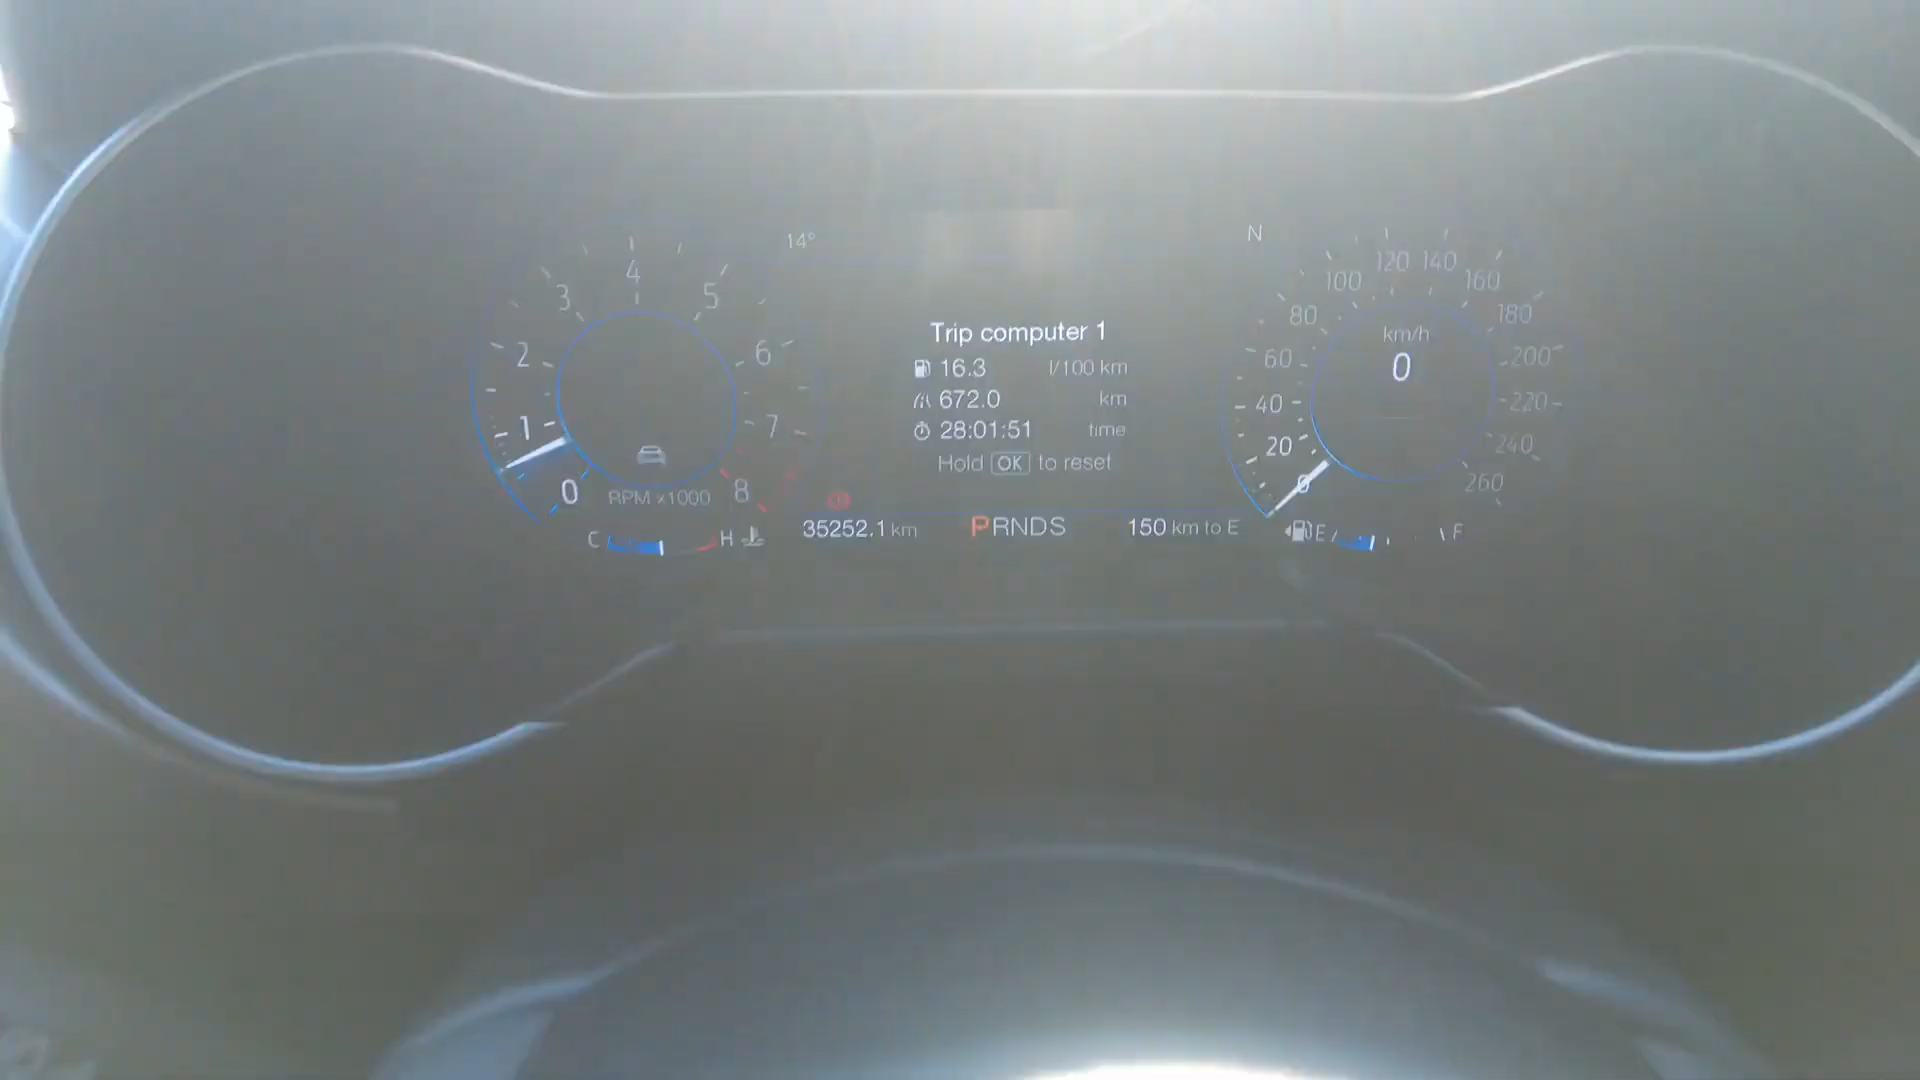 14°
N
4
3
5
2
6
1
7
0
RPM x1000
8
C
H
Trip computer 1
16.3 l/100 km
672.0 km
28:01:51 time
Hold OK to reset
35252.1 km
PRNDS
150 km to E
120
140
100
160
80
180
km/h
60
0
200
40
220
20
240
0
260
E
F